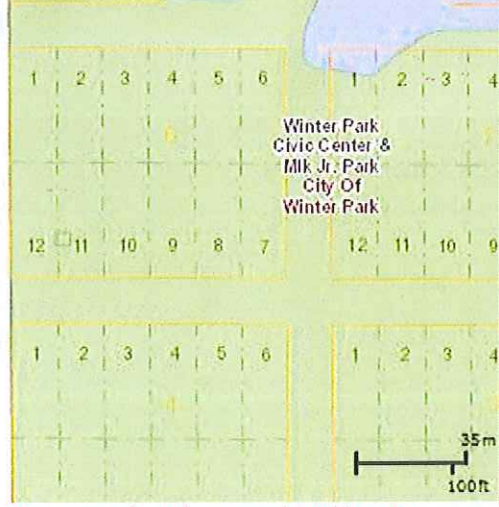 1 2 3 4 5 6 1 2 3 4
Winter Park
Civic Center &
Mlk Jr. Park
City Of
Winter Park
12 11 10 9 8 7 12 11 10 9
1 2 3 4 5 6 1 2 3 4
35m
100ft